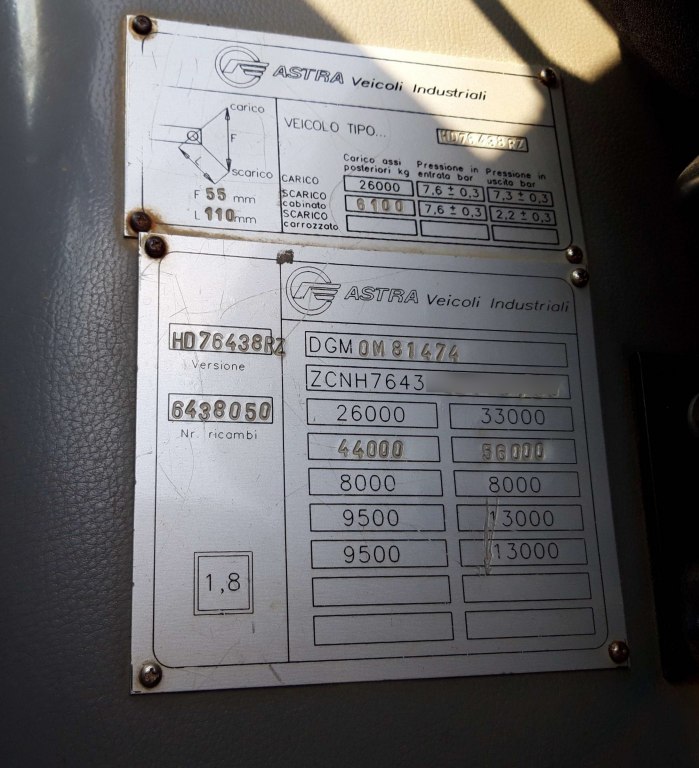 ASTRA Veicoli Industriali
carico
F
L
scarico
F 55 mm
L 110 mm
VEICOLO TIPO... HD76438RZ
Carico assi posteriori kg Pressione in entrata bar Pressione in uscita bar
CARICO 26000 7,6 ± 0,3 7,3 ± 0,3
SCARICO cabinato 6100 7,6 ± 0,3 2,2 ± 0,3
SCARICO carrozzato
ASTRA Veicoli Industriali
HD76438RZ
Versione
6438050
Nr. ricambi
1,8
DGM OM81474
ZCNH7643
26000 33000
44000 56000
8000 8000
9500 13000
9500 13000